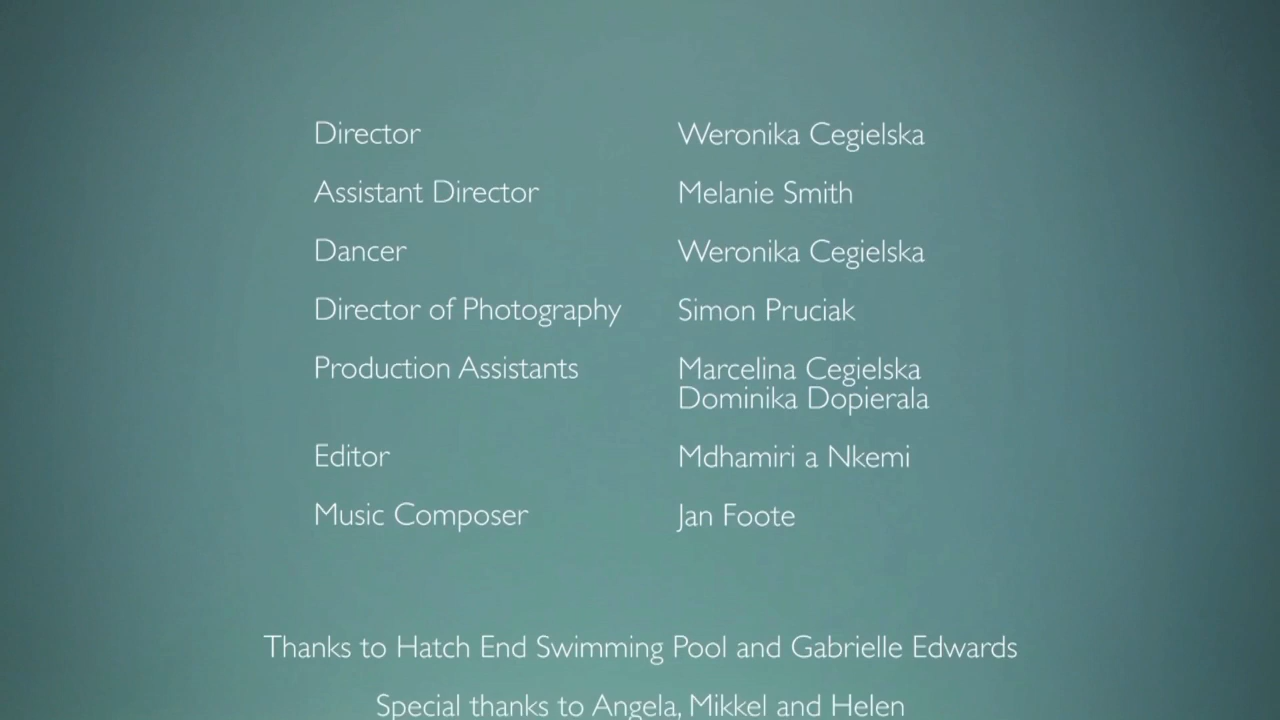 Director Weronika Cegielska
Assistant Director Melanie Smith
Dancer Weronika Cegielska
Director of Photography Simon Pruciak
Production Assistants Marcelina Cegielska
Dominika Dopierala
Editor Mdhamiri a Nkemi
Music Composer Jan Foote
Thanks to Hatch End Swimming Pool and Gabrielle Edwards
Special thanks to Angela, Mikkel and Helen